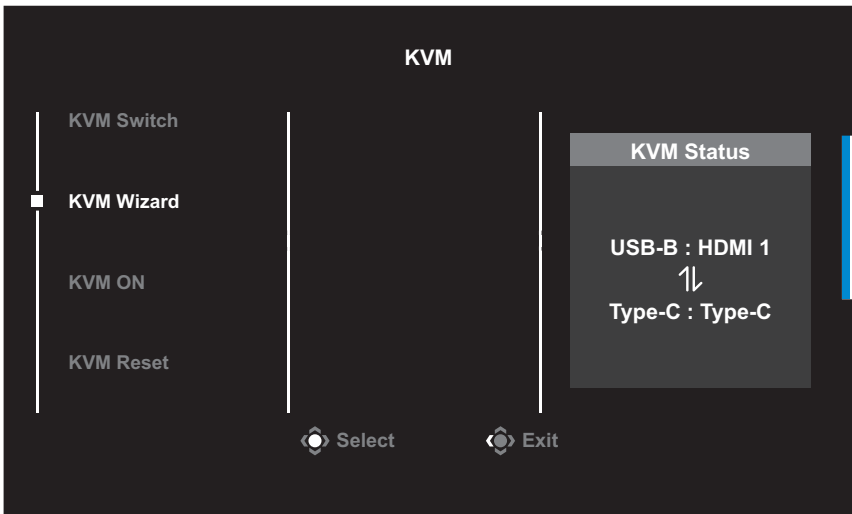 KVM
KVM Switch
KVM Wizard
KVM ON
KVM Reset
KVM Status
USB-B : HDMI 1
Type-C : Type-C
Select
Exit